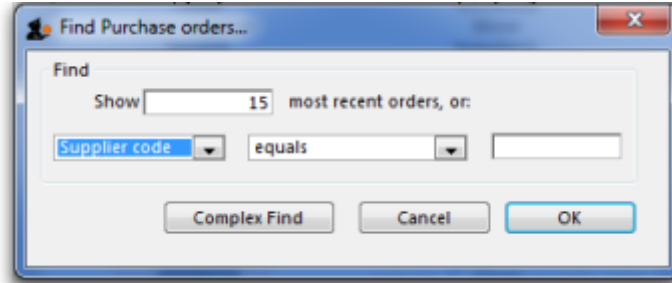 Find Purchase orders...
Find
Show 15 most recent orders, or:
Supplier code equals
Complex Find Cancel OK